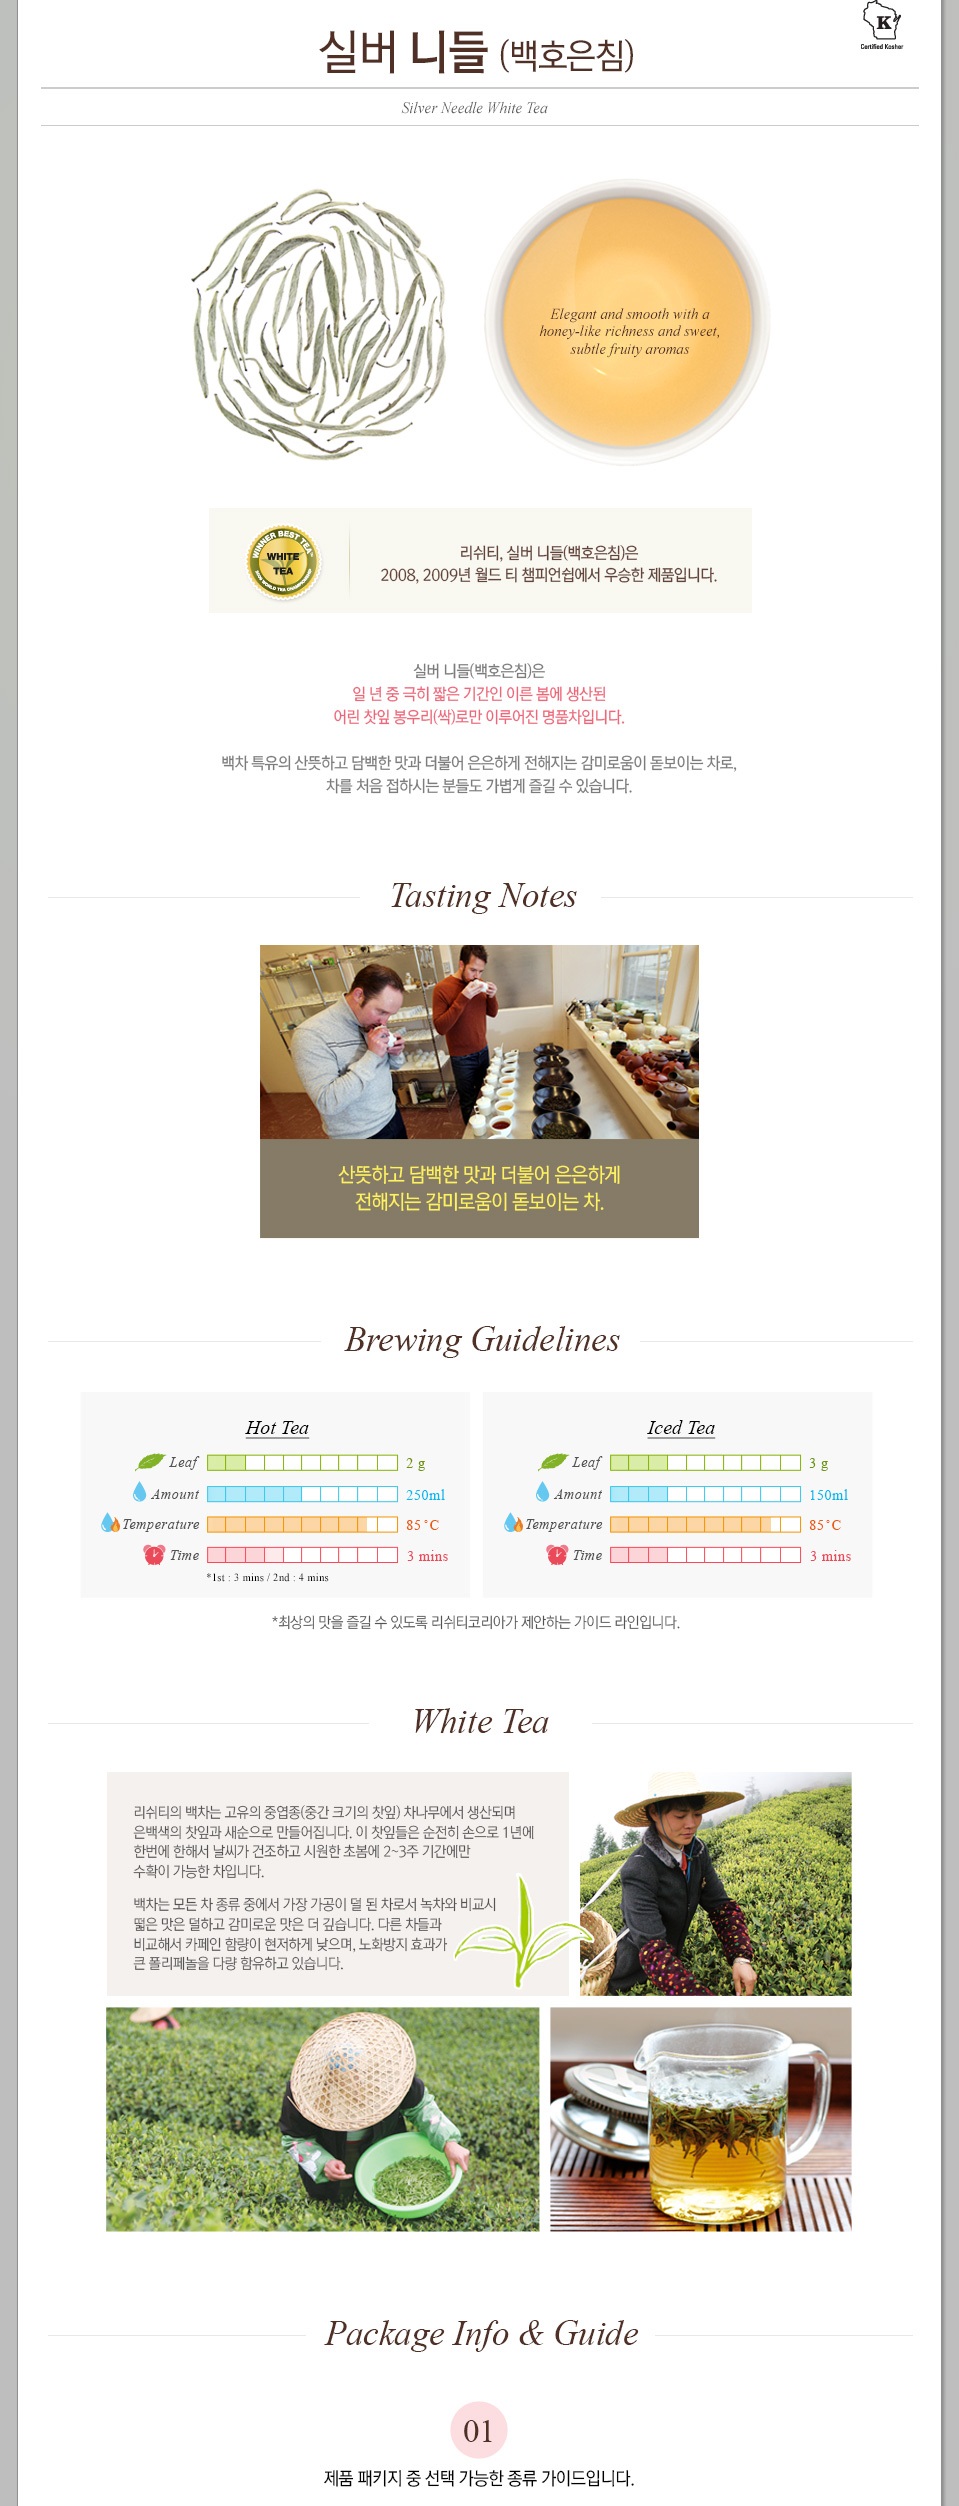 K
Certified Kosher
실버 니들 (백호은침)
Silver Needle White Tea
Elegant and smooth with a
honey-like richness and sweet,
subtle fruity aromas
WINNER BEST TEA
WHITE
TEA
WORLD TEA CHAMPIONSHIP
리쉬티, 실버 니들(백호은침)은
2008, 2009년 월드 티 챔피언쉽에서 우승한 제품입니다.
실버 니들(백호은침)은
일 년 중 극히 짧은 기간인 이른 봄에 생산된
어린 찻잎 봉우리(싹)로만 이루어진 명품차입니다.
백차 특유의 산뜻하고 담백한 맛과 더불어 은은하게 전해지는 감미로움이 돋보이는 차로,
차를 처음 접하시는 분들도 가볍게 즐길 수 있습니다.
Tasting Notes
산뜻하고 담백한 맛과 더불어 은은하게
전해지는 감미로움이 돋보이는 차.
Brewing Guidelines
Hot Tea
Leaf 2 g
Amount 250ml
Temperature 85˚C
Time 3 mins
*1st : 3 mins / 2nd : 4 mins
Iced Tea
Leaf 3 g
Amount 150ml
Temperature 85˚C
Time 3 mins
*최상의 맛을 즐길 수 있도록 리쉬티코리아가 제안하는 가이드 라인입니다.
White Tea
리쉬티의 백차는 고유의 중엽종(중간 크기의 찻잎) 차나무에서 생산되며
은백색의 찻잎과 새순으로 만들어집니다. 이 찻잎들은 순전히 손으로 1년에
한번에 한해서 날씨가 건조하고 시원한 초봄에 2~3주 기간에만
수확이 가능한 차입니다.
백차는 모든 차 종류 중에서 가장 가공이 덜 된 차로서 녹차와 비교시
떫은 맛은 덜하고 감미로운 맛은 더 깊습니다. 다른 차들과
비교해서 카페인 함량이 현저하게 낮으며, 노화방지 효과가
큰 폴리페놀을 다량 함유하고 있습니다.
Package Info & Guide
01
제품 패키지 중 선택 가능한 종류 가이드입니다.